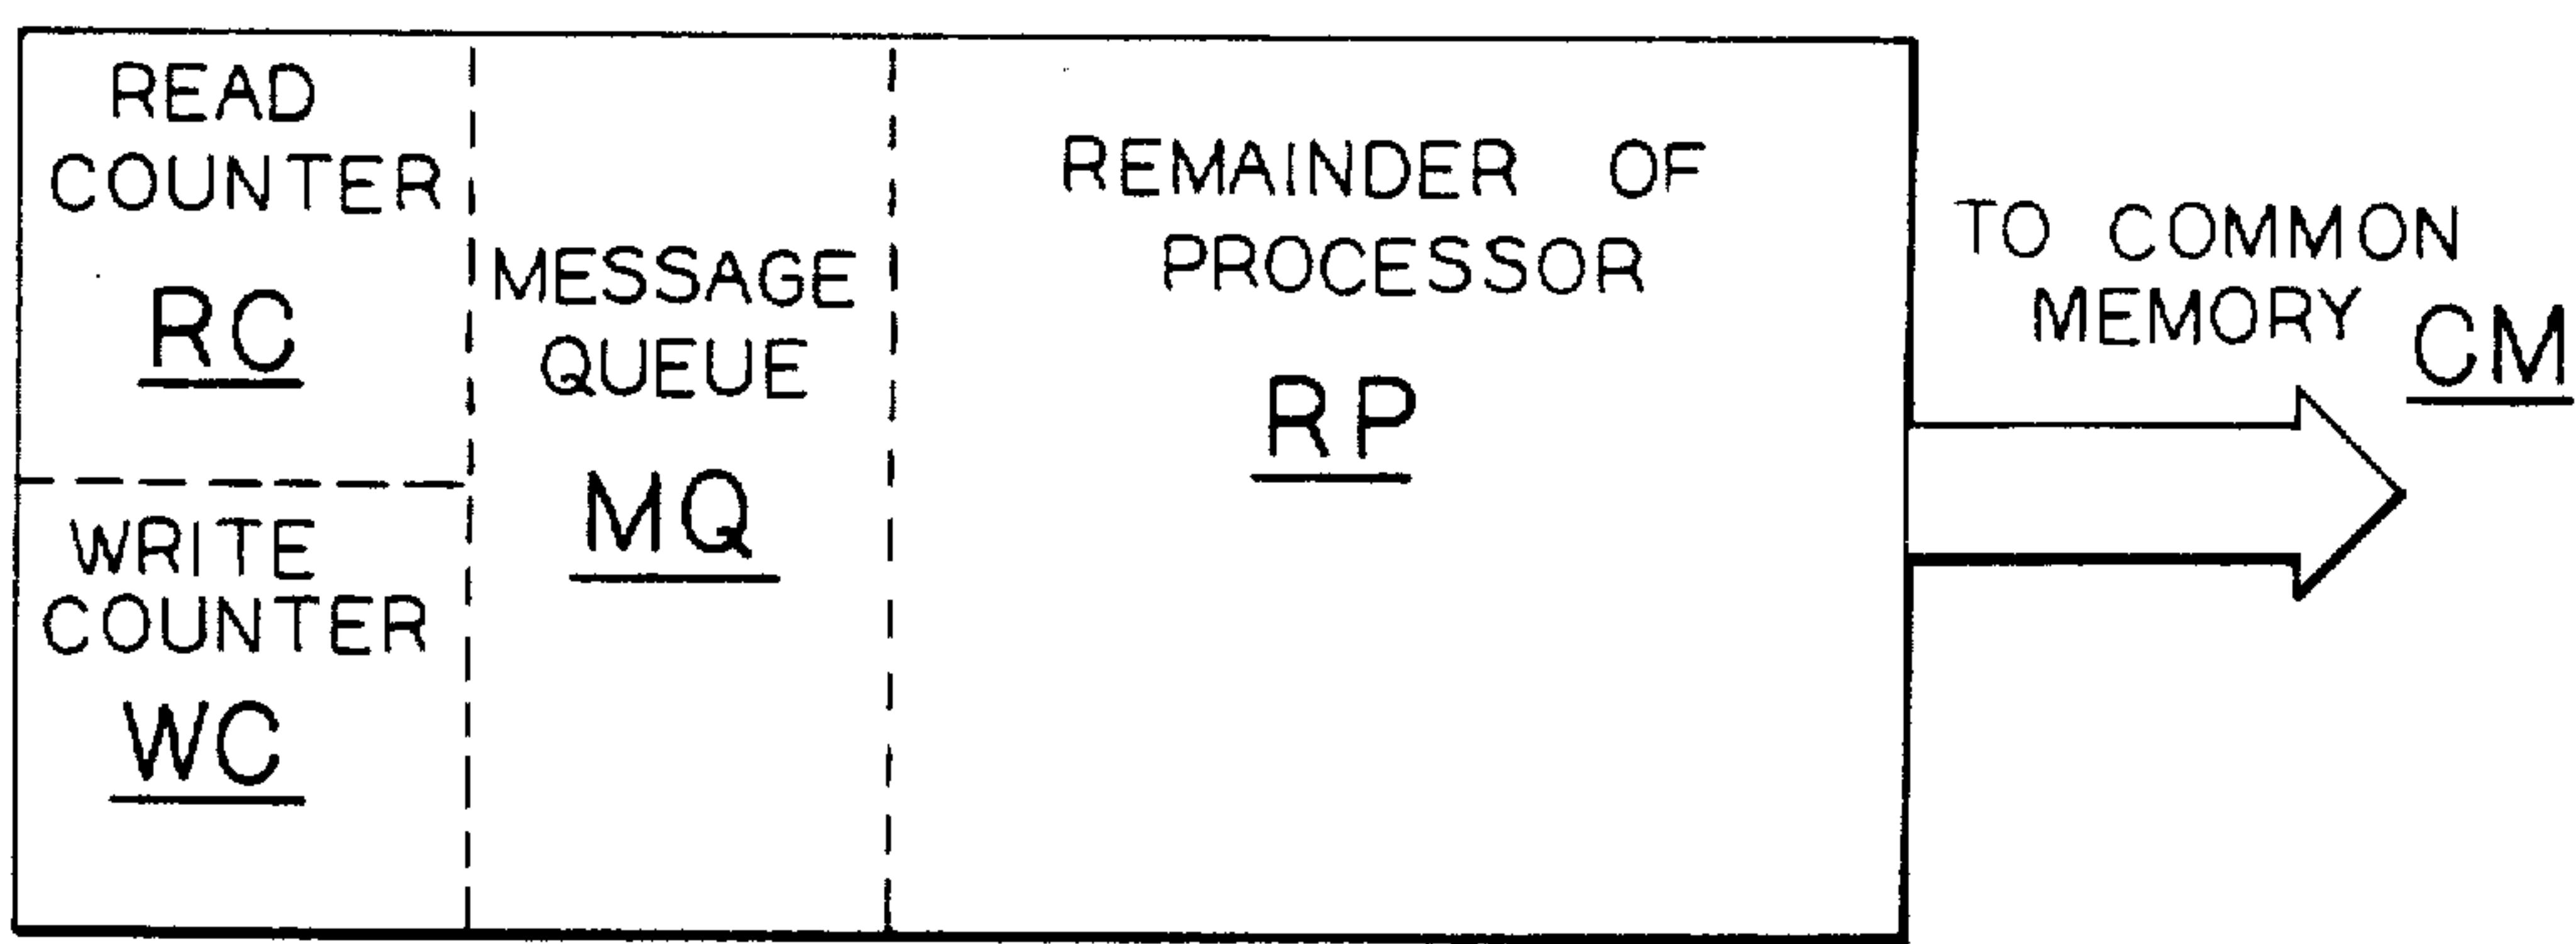 READ
COUNTER
RC
WRITE
COUNTER
WC
MESSAGE
QUEUE
MQ
REMAINDER OF
PROCESSOR
RP
TO COMMON
MEMORY CM